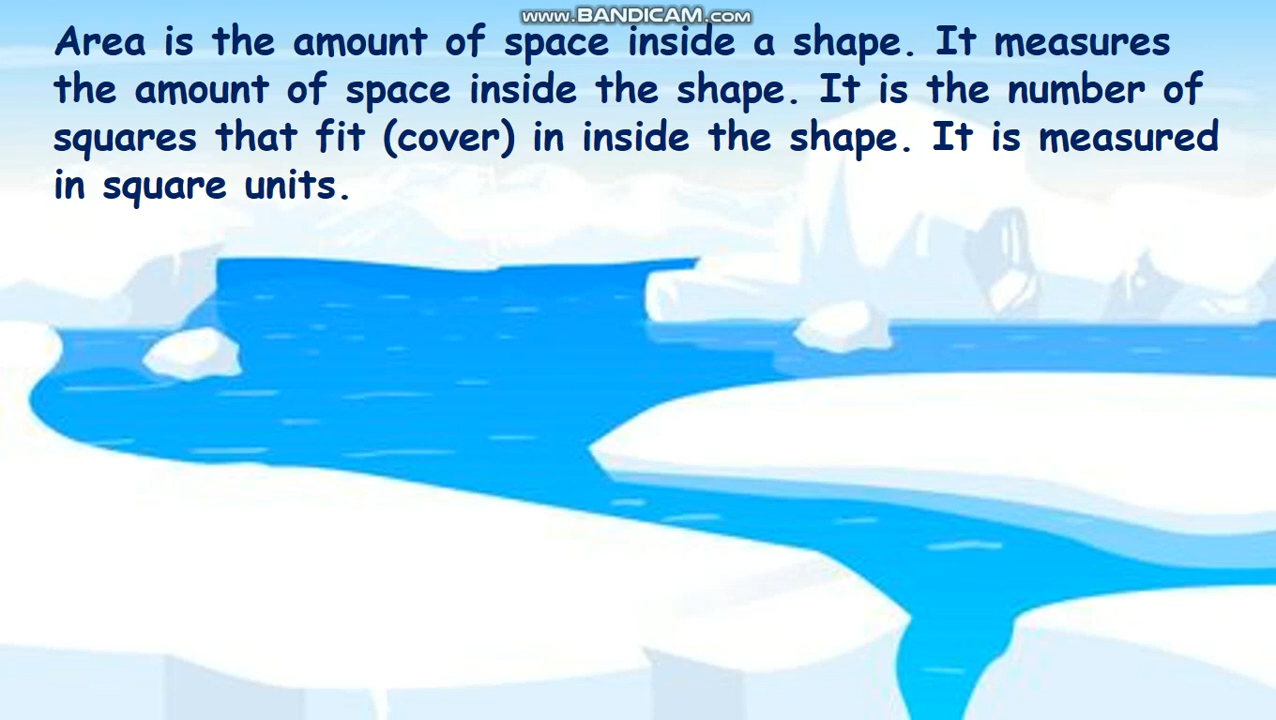 www.BANDICAM.com
Area is the amount of space inside a shape. It measures
the amount of space inside the shape. It is the number of
squares that fit (cover) in inside the shape. It is measured
in square units.